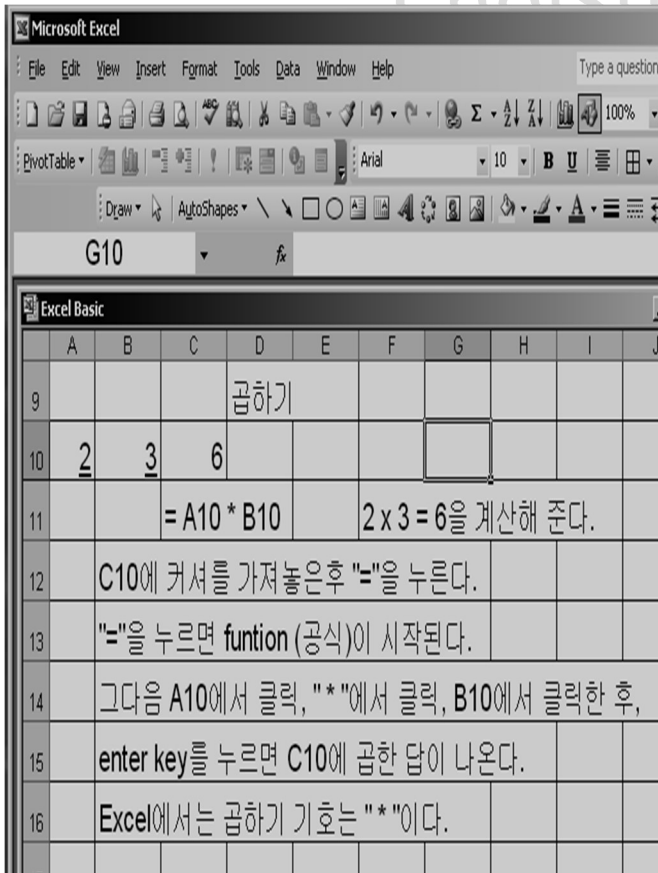 Microsoft Excel
File Edit View Insert Format Tools Data Window Help Type a question
100%
PivotTable Arial 10 B U
Draw AutoShapes A
G10 fx
Excel Basic
A B C D E F G H I J
9 곱하기
10 2 3 6
11 = A10 * B10 2 x 3 = 6을 계산해 준다.
12 C10에 커셔를 가져놓은후 "="을 누른다.
13 "="을 누르면 funtion (공식)이 시작된다.
14 그다음 A10에서 클릭, " * "에서 클릭, B10에서 클릭한 후,
15 enter key를 누르면 C10에 곱한 답이 나온다.
16 Excel에서는 곱하기 기호는 " * "이다.